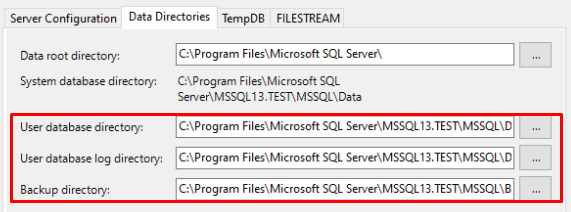 Server Configuration Data Directories TempDB FILESTREAM
Data root directory: C:\Program Files\Microsoft SQL Server\ ...
System database directory: C:\Program Files\Microsoft SQL
Server\MSSQL13.TEST\MSSQL\Data
User database directory: C:\Program Files\Microsoft SQL Server\MSSQL13.TEST\MSSQL\D ...
User database log directory: C:\Program Files\Microsoft SQL Server\MSSQL13.TEST\MSSQL\D ...
Backup directory: C:\Program Files\Microsoft SQL Server\MSSQL13.TEST\MSSQL\B ...